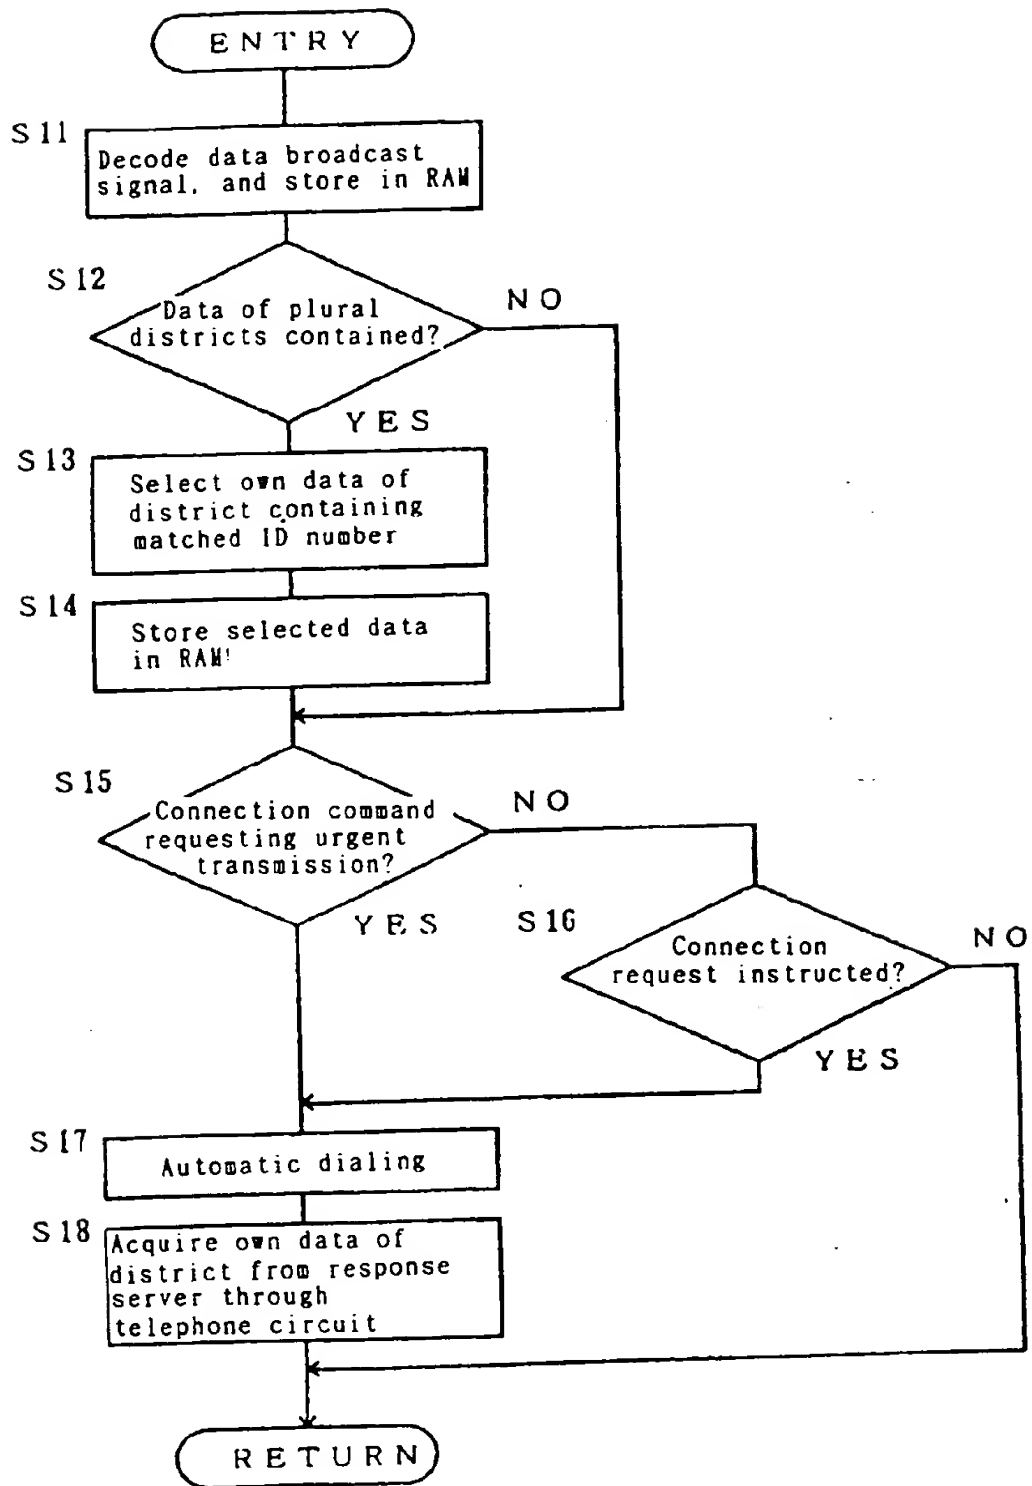 ENTRY
S11
Decode data broadcast
signal, and store in RAM
S12
Data of plural
districts contained?
NO
YES
S13
Select own data of
district containing
matched ID number
S14
Store selected data
in RAM
S15
Connection command
requesting urgent
transmission?
NO
YES
S16
Connection
request instructed?
NO
YES
S17
Automatic dialing
S18
Acquire own data of
district from response
server through
telephone circuit
RETURN